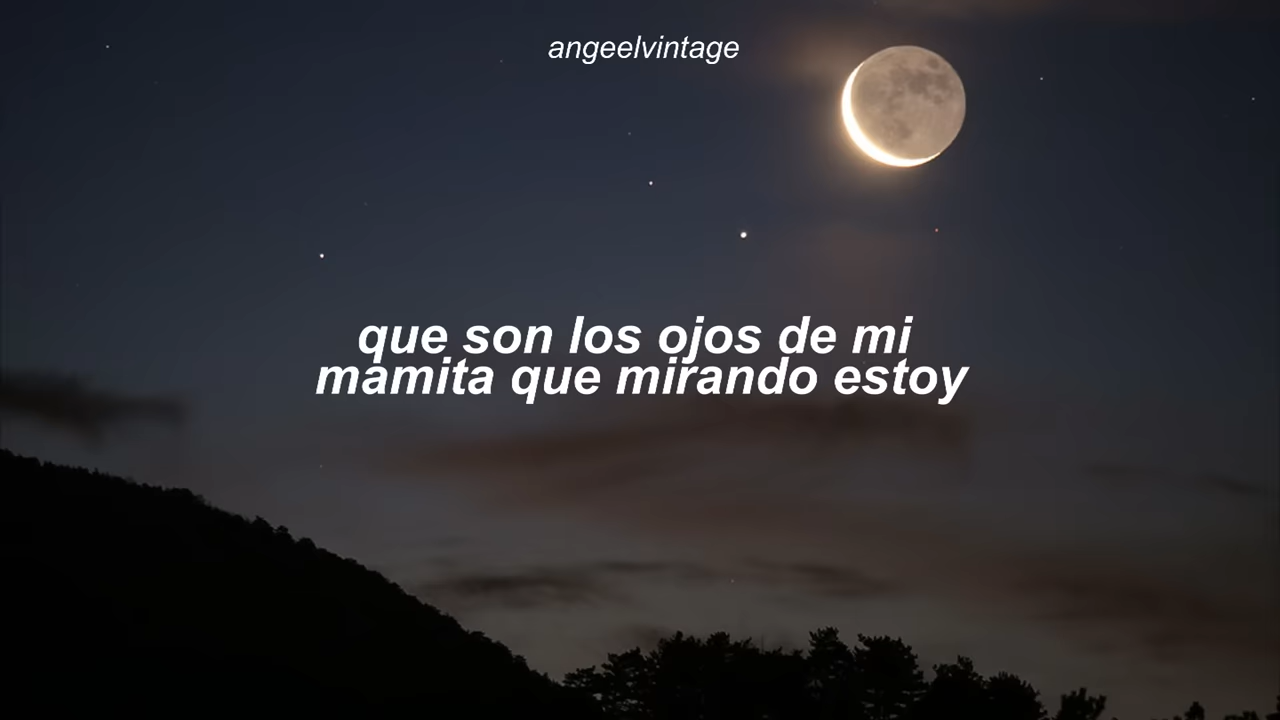 angeelvintage
que son los ojos de mi
mamita que mirando estoy